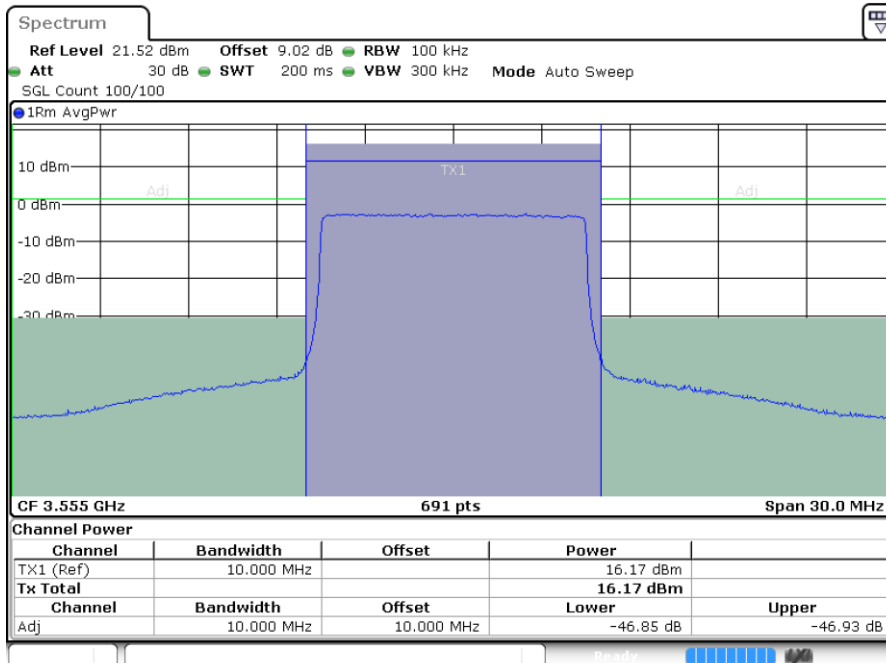 Spectrum
Ref Level 21.52 dBm Offset 9.02 dB RBW 100 kHz
Att 30 dB SWT 200 ms VBW 300 kHz Mode Auto Sweep
SGL Count 100/100
1Rm AvgPwr
10 dBm
TX1
Adj Adj
0 dBm
-10 dBm
-20 dBm
-30 dBm
CF 3.555 GHz 691 pts Span 30.0 MHz
Channel Power
Channel Bandwidth Offset Power
TX1 (Ref) 10.000 MHz 16.17 dBm
Tx Total 16.17 dBm
Channel Bandwidth Offset Lower Upper
Adj 10.000 MHz 10.000 MHz -46.85 dB -46.93 dB
Ready